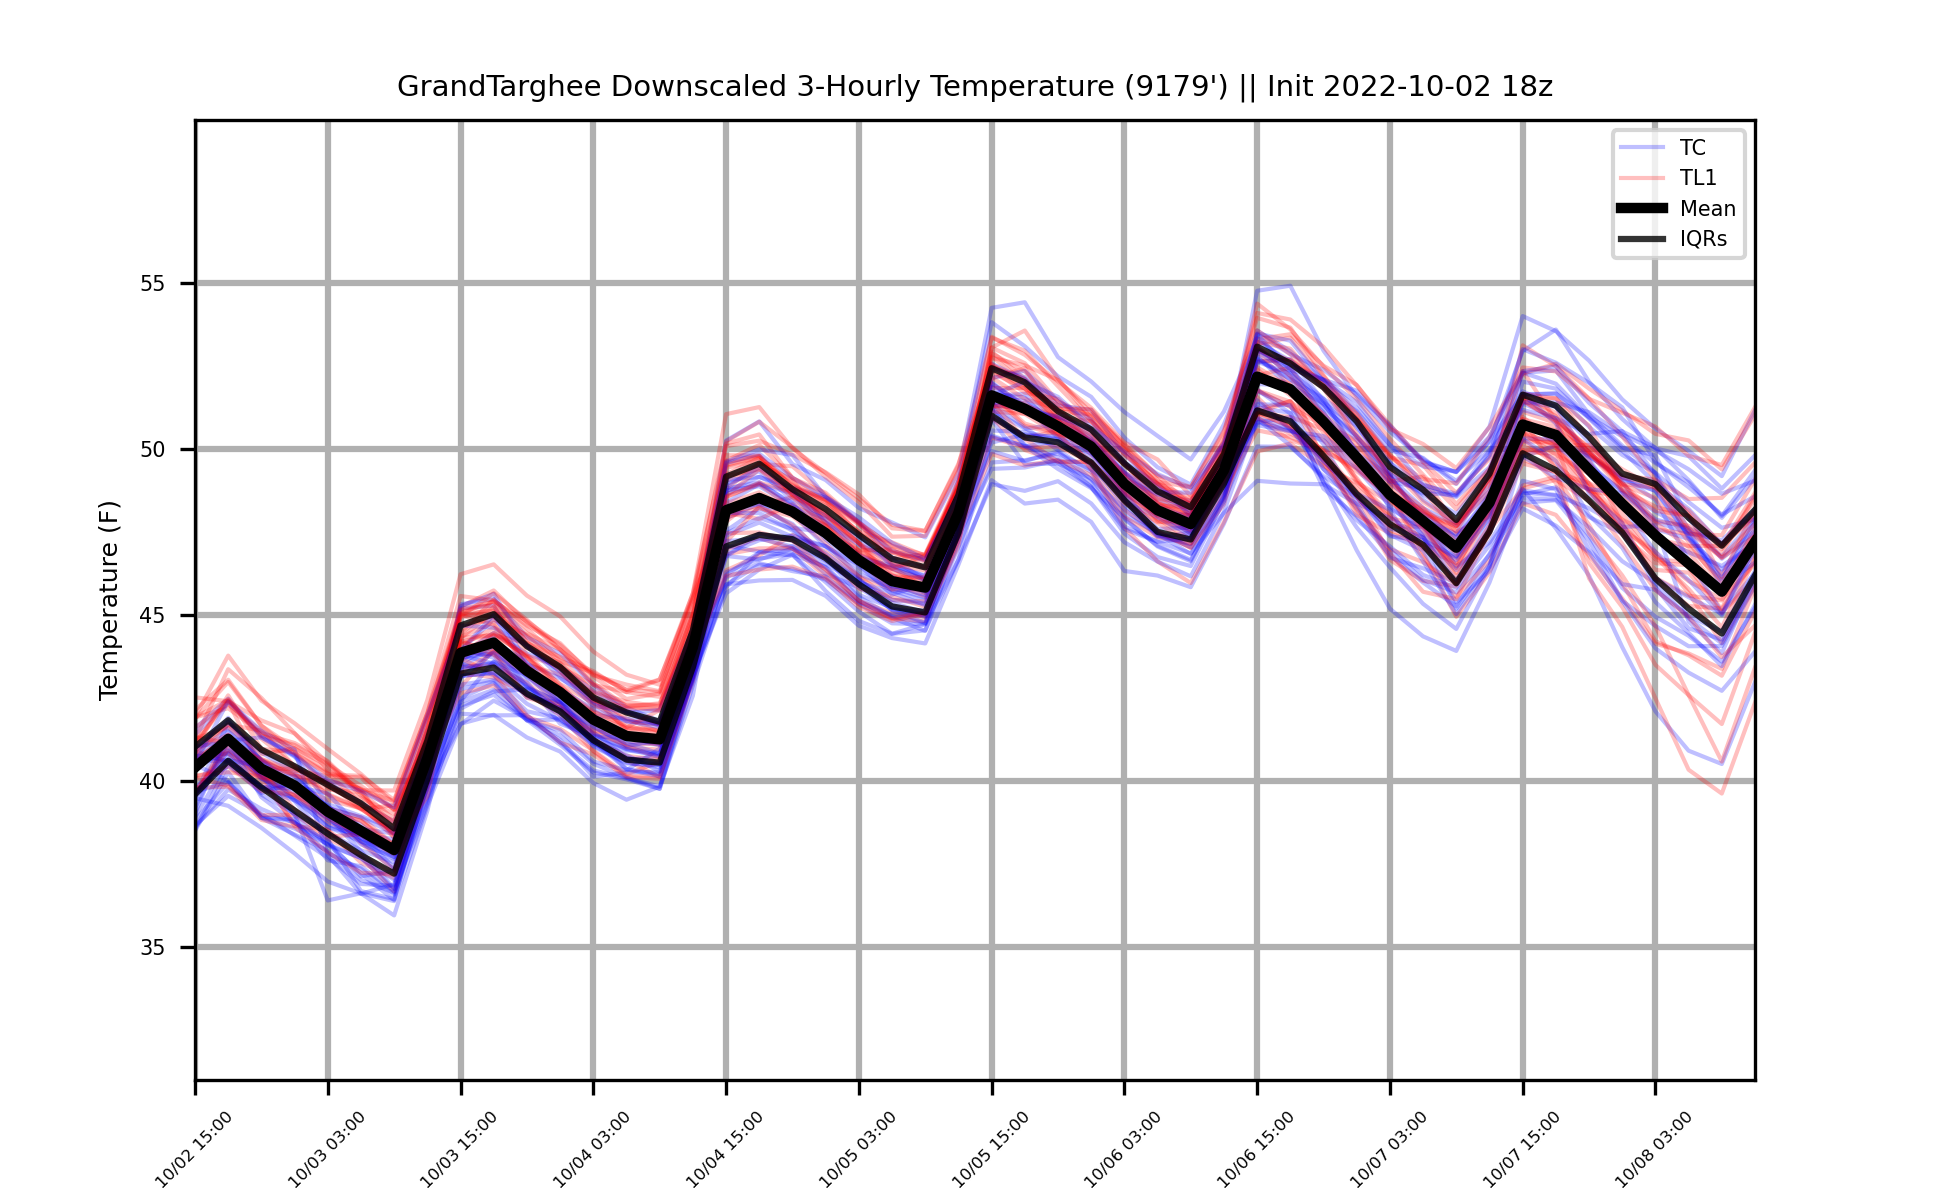 GrandTarghee Downscaled 3-Hourly Temperature (9179') || Init 2022-10-02 18z
TC
TL1
Mean
IQRs
Temperature (F)
55
50
45
40
35
10/02 15:00
10/03 03:00
10/03 15:00
10/04 03:00
10/04 15:00
10/05 03:00
10/05 15:00
10/06 03:00
10/06 15:00
10/07 03:00
10/07 15:00
10/08 03:00